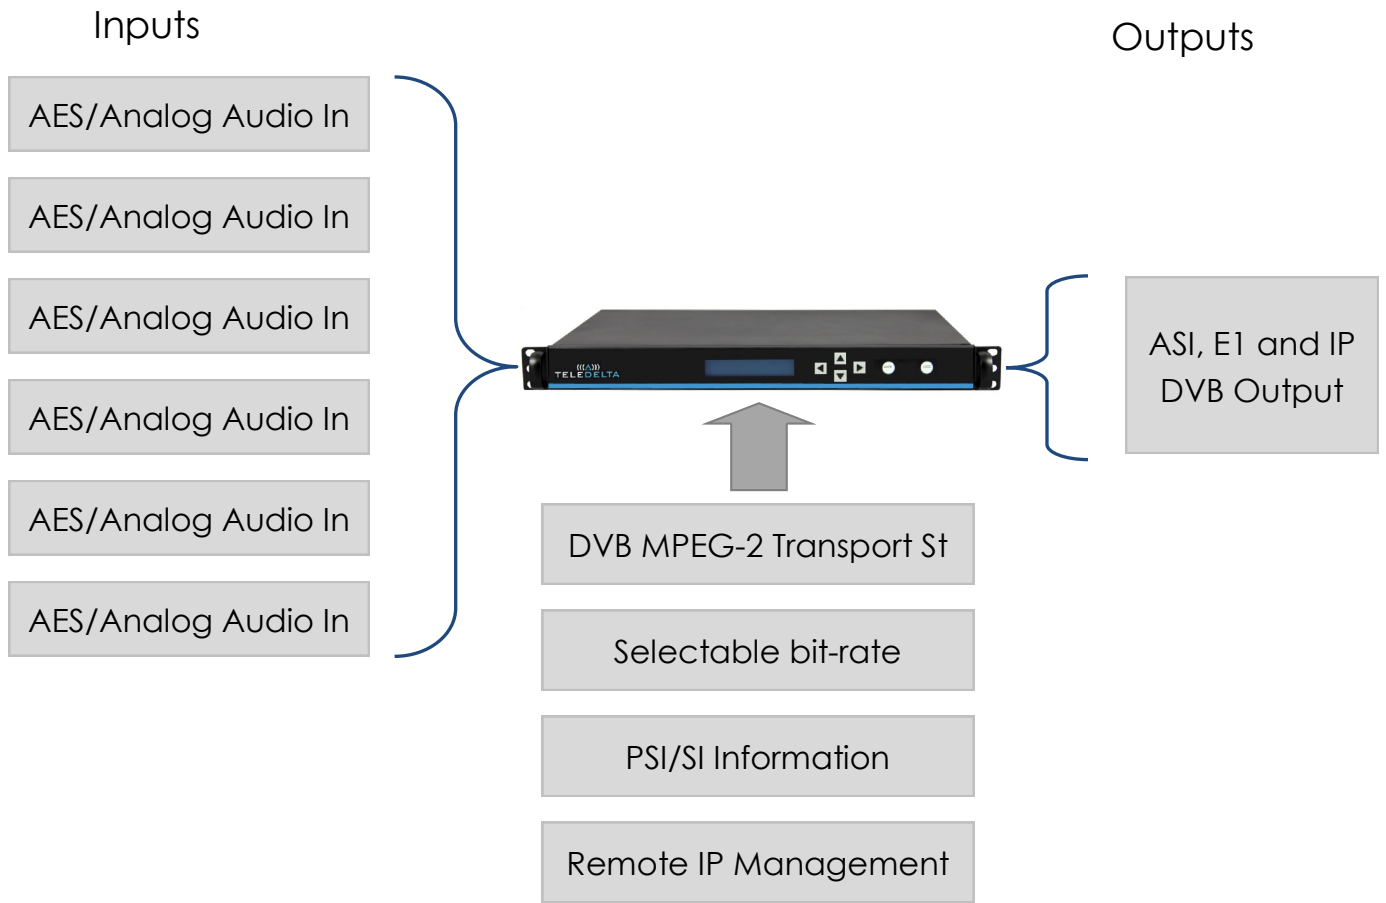 Inputs
Outputs
AES/Analog Audio In
AES/Analog Audio In
AES/Analog Audio In
AES/Analog Audio In
AES/Analog Audio In
AES/Analog Audio In
TELEDELTA
ASI, E1 and IP
DVB Output
DVB MPEG-2 Transport St
Selectable bit-rate
PSI/SI Information
Remote IP Management